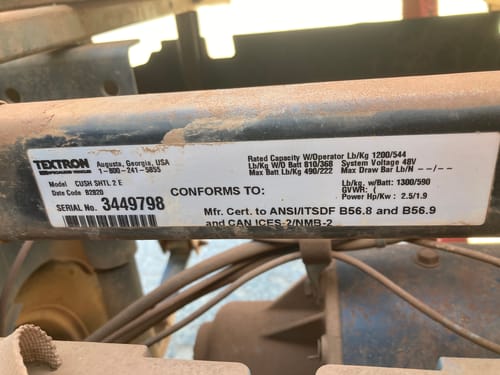 TEXTRON Augusta, Georgia, USA
1-800-241-5855
Model CUSH SHTL 2 E
Date Code B2820
SERIAL No. 3449798
CONFORMS TO:
Rated Capacity W/Operator Lb/Kg 1200/544
Lb/Kg W/O Batt 810/368 System Voltage 48V
Max Batt Lb/Kg 490/222 Max Draw Bar Lb/N --/--
Lb/kg, w/Batt: 1300/590
GVWR: (
Power Hp/Kw: 2.5/1.9
Mfr. Cert. to ANSI/ITSDF B56.8 and B56.9
and CAN ICES-2/NMB-2